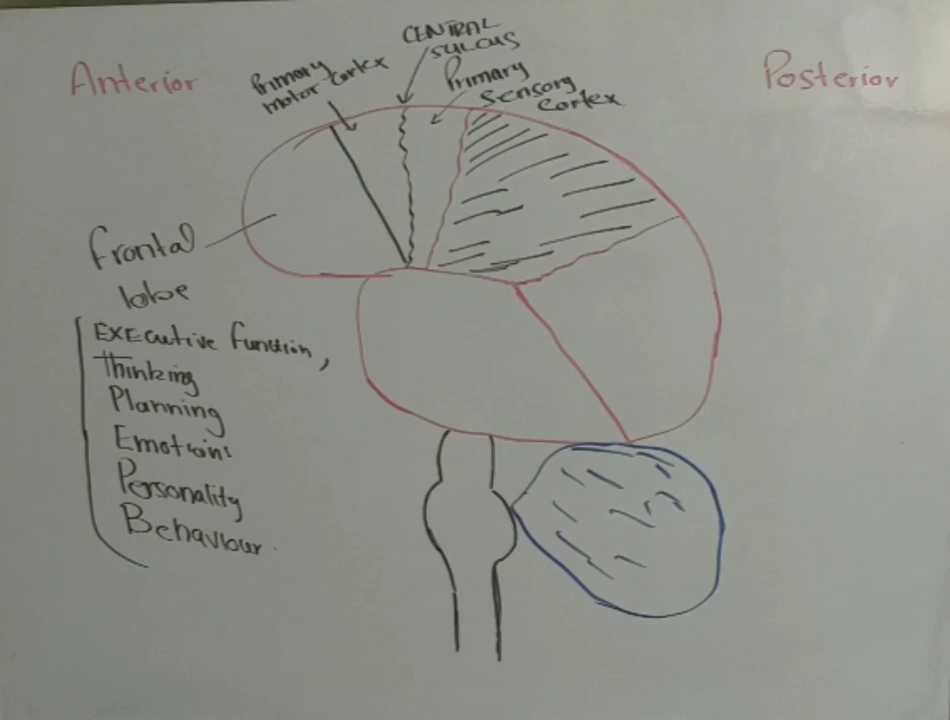 Anterior
Primary
motor Cortex
CENTRAL
SULCUS
Primary
Sensory
Cortex
Posterior
frontal
lobe
EXEcutive function,
Thinking
Planning
Emotions
Personality
Behaviour.